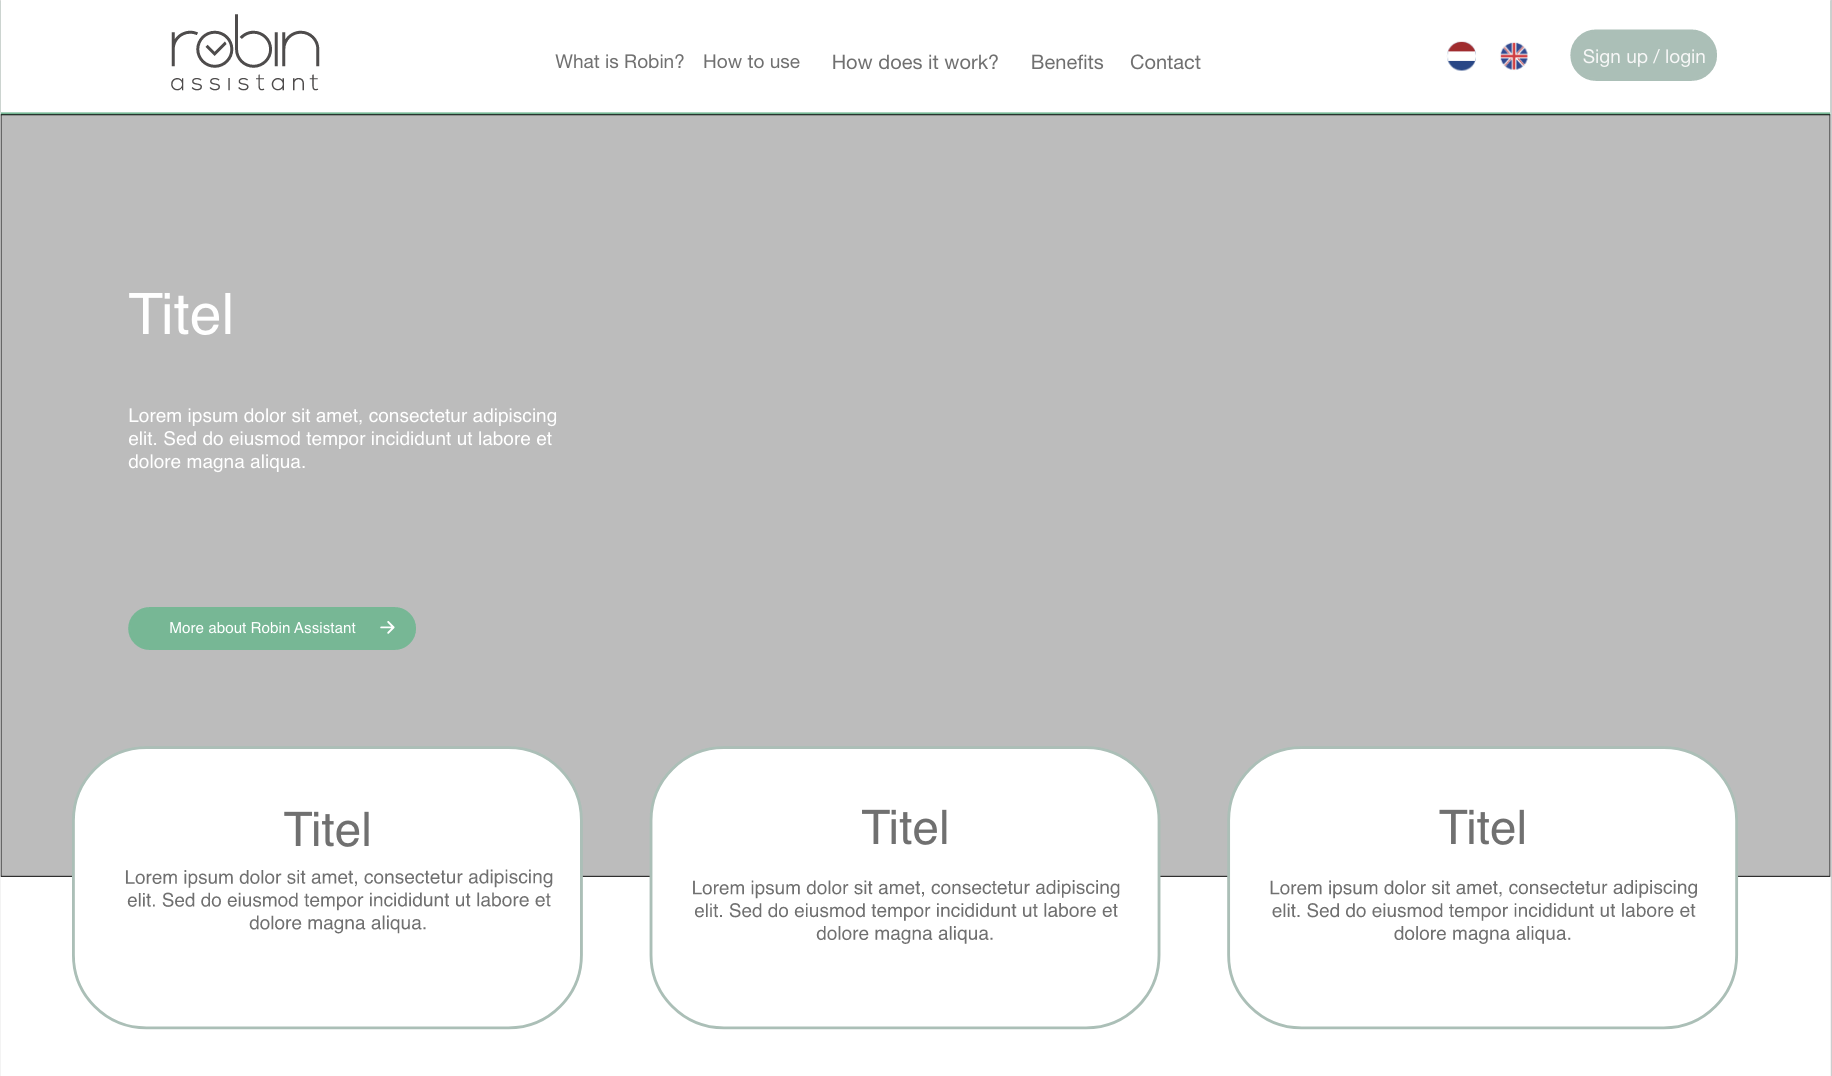 robin
assistant
What is Robin? How to use How does it work? Benefits Contact
Sign up / login
Titel
Lorem ipsum dolor sit amet, consectetur adipiscing
elit. Sed do eiusmod tempor incididunt ut labore et
dolore magna aliqua.
More about Robin Assistant →
Titel
Lorem ipsum dolor sit amet, consectetur adipiscing
elit. Sed do eiusmod tempor incididunt ut labore et
dolore magna aliqua.
Titel
Lorem ipsum dolor sit amet, consectetur adipiscing
elit. Sed do eiusmod tempor incididunt ut labore et
dolore magna aliqua.
Titel
Lorem ipsum dolor sit amet, consectetur adipiscing
elit. Sed do eiusmod tempor incididunt ut labore et
dolore magna aliqua.